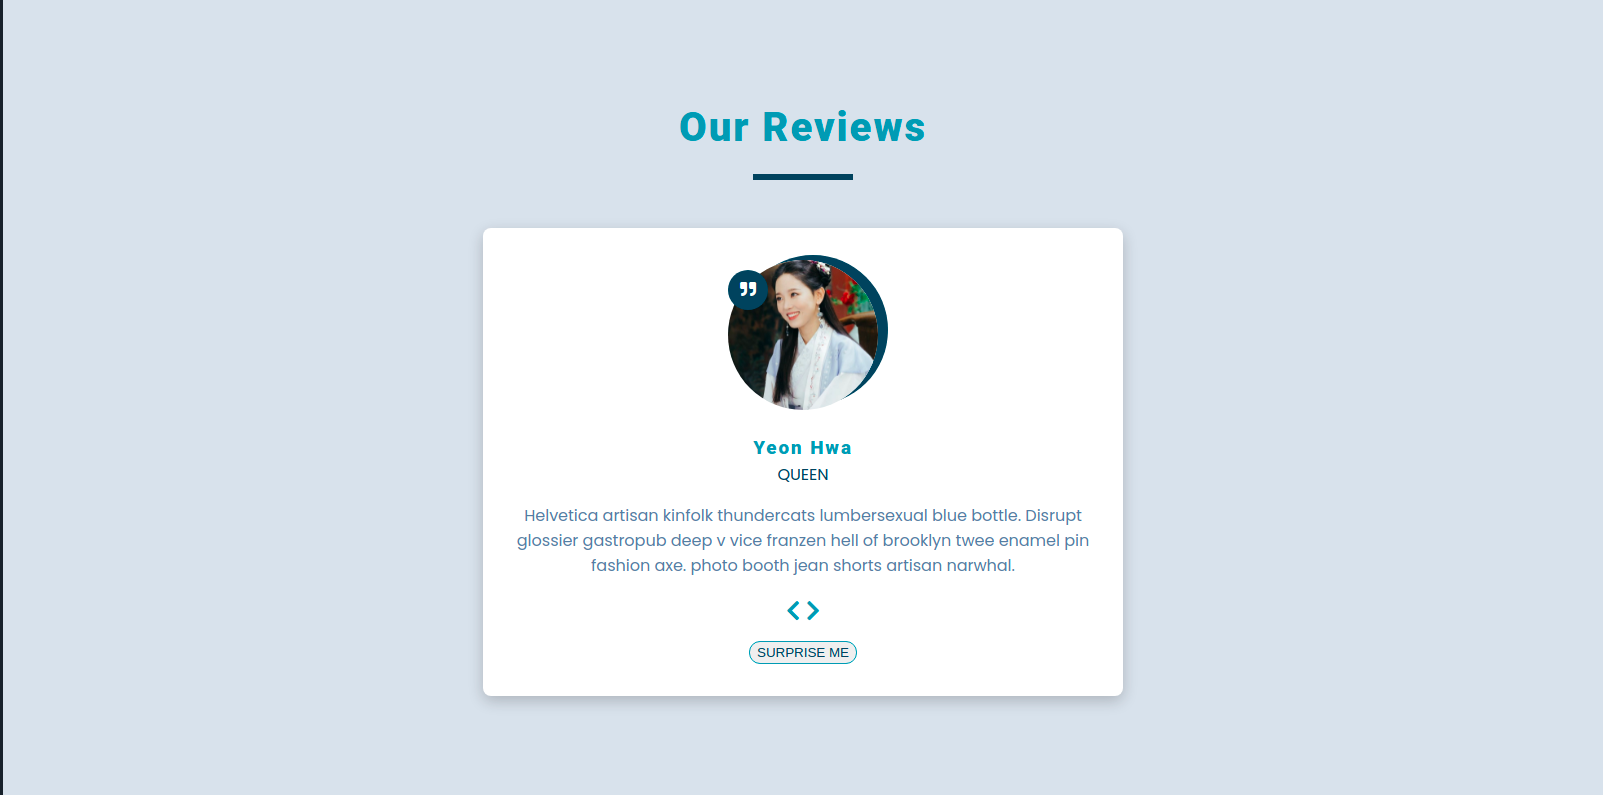 Our Reviews
Yeon Hwa
QUEEN
Helvetica artisan kinfolk thundercats lumbersexual blue bottle. Disrupt
glossier gastropub deep v vice franzen hell of brooklyn twee enamel pin
fashion axe. photo booth jean shorts artisan narwhal.
SURPRISE ME